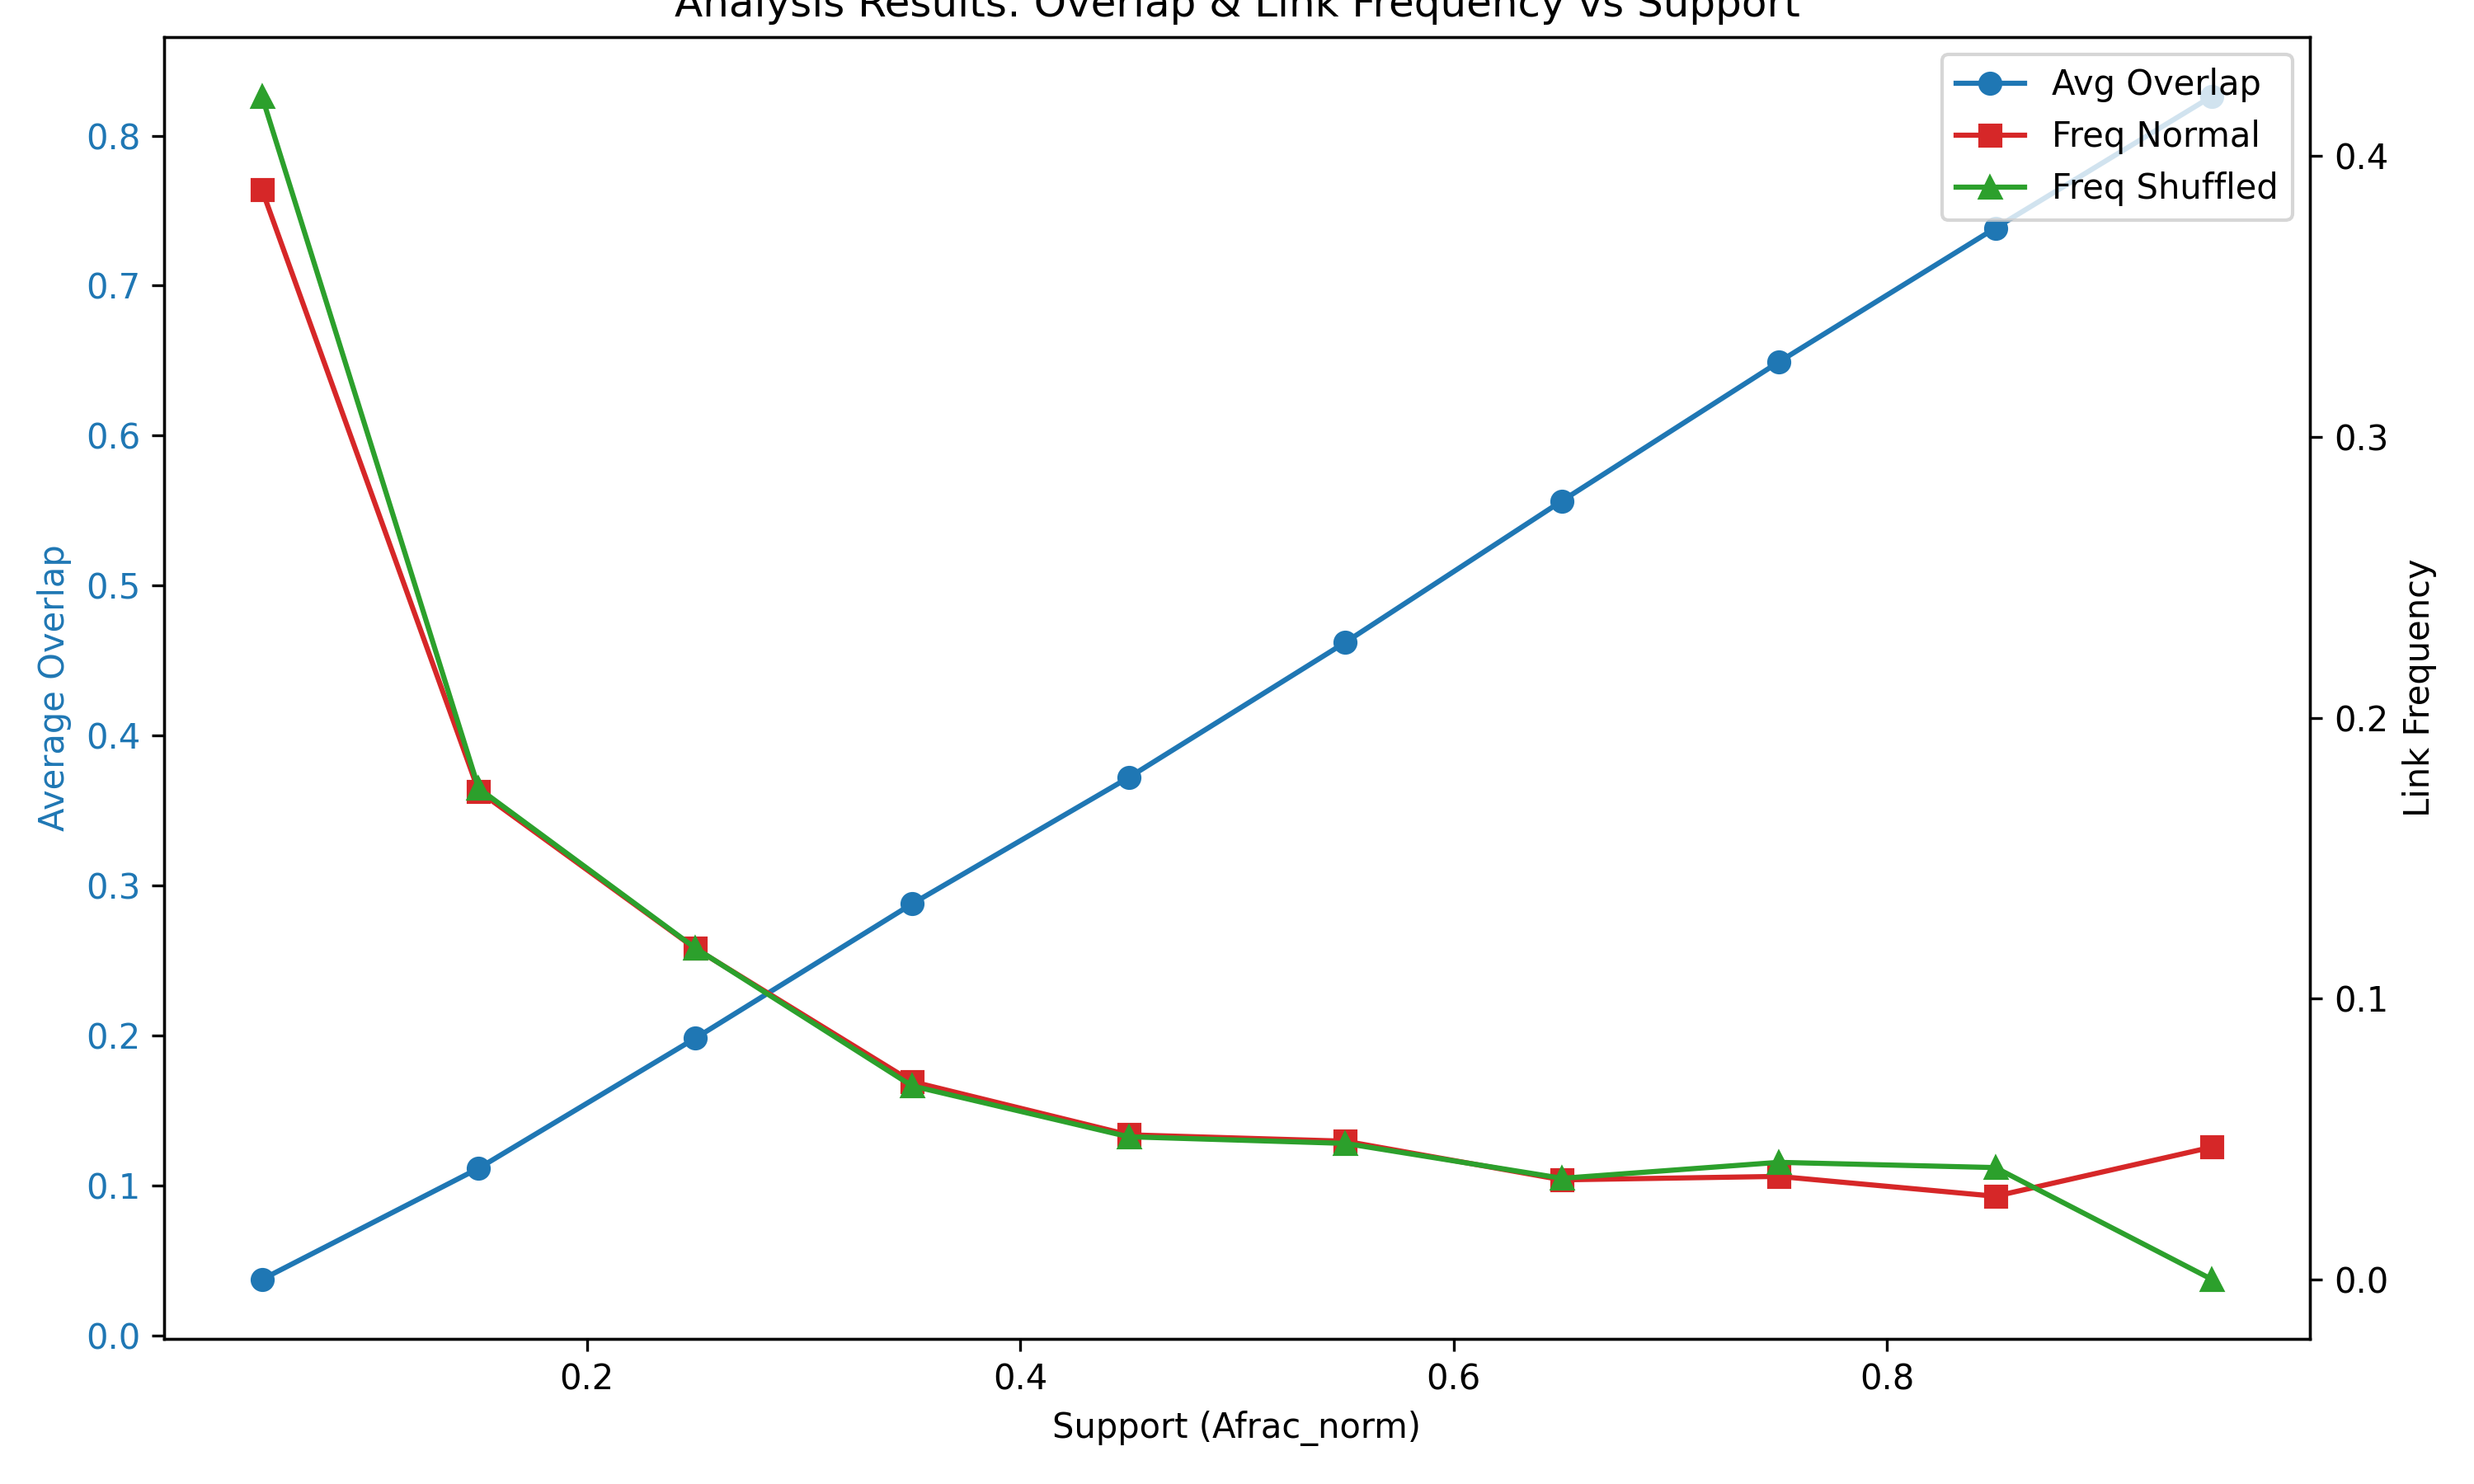 Analysis Results: Overlap & Link Frequency vs Support
Avg Overlap
Freq Normal
Freq Shuffled
0.8
0.7
0.6
0.5
0.4
0.3
0.2
0.1
0.0
Average Overlap
0.4
0.3
0.2
0.1
0.0
Link Frequency
0.2 0.4 0.6 0.8
Support (Afrac_norm)